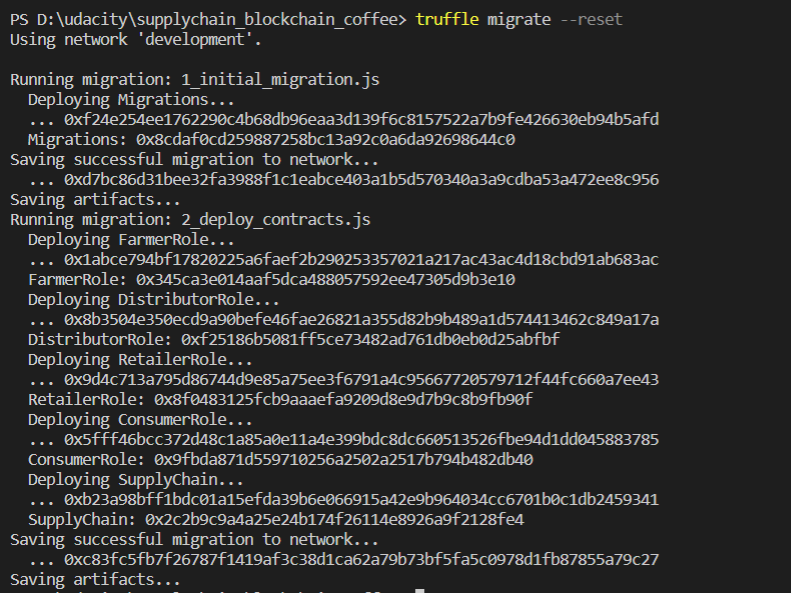 PS D:\udacity\supplychain_blockchain_coffee> truffle migrate --reset
Using network 'development'.
Running migration: 1_initial_migration.js
Deploying Migrations...
... 0xf24e254ee1762290c4b68db96eaa3d139f6c8157522a7b9fe426630eb94b5afd
Migrations: 0x8cdaf0cd259887258bc13a92c0a6da92698644c0
Saving successful migration to network...
... 0xd7bc86d31bee32fa3988f1c1eabce403a1b5d570340a3a9cdba53a472ee8c956
Saving artifacts...
Running migration: 2_deploy_contracts.js
Deploying FarmerRole...
... 0x1abce794bf17820225a6faef2b290253357021a217ac43ac4d18cbd91ab683ac
FarmerRole: 0x345ca3e014aaf5dca488057592ee47305d9b3e10
Deploying DistributorRole...
... 0x8b3504e350ecd9a90befe46fae26821a355d82b9b489a1d574413462c849a17a
DistributorRole: 0xf25186b5081ff5ce73482ad761db0eb0d25abfbf
Deploying RetailerRole...
... 0x9d4c713a795d86744d9e85a75ee3f6791a4c95667720579712f44fc660a7ee43
RetailerRole: 0x8f0483125fcb9aaaefa9209d8e9d7b9c8b9fb90f
Deploying ConsumerRole...
... 0x5fff46bcc372d48c1a85a0e11a4e399bdc8dc660513526fbe94d1dd045883785
ConsumerRole: 0x9fbda871d559710256a2502a2517b794b482db40
Deploying SupplyChain...
... 0xb23a98bff1bdc01a15efda39b6e066915a42e9b964034cc6701b0c1db2459341
SupplyChain: 0x2c2b9c9a4a25e24b174f26114e8926a9f2128fe4
Saving successful migration to network...
... 0xc83fc5fb7f26787f1419af3c38d1ca62a79b73bf5fa5c0978d1fb87855a79c27
Saving artifacts...